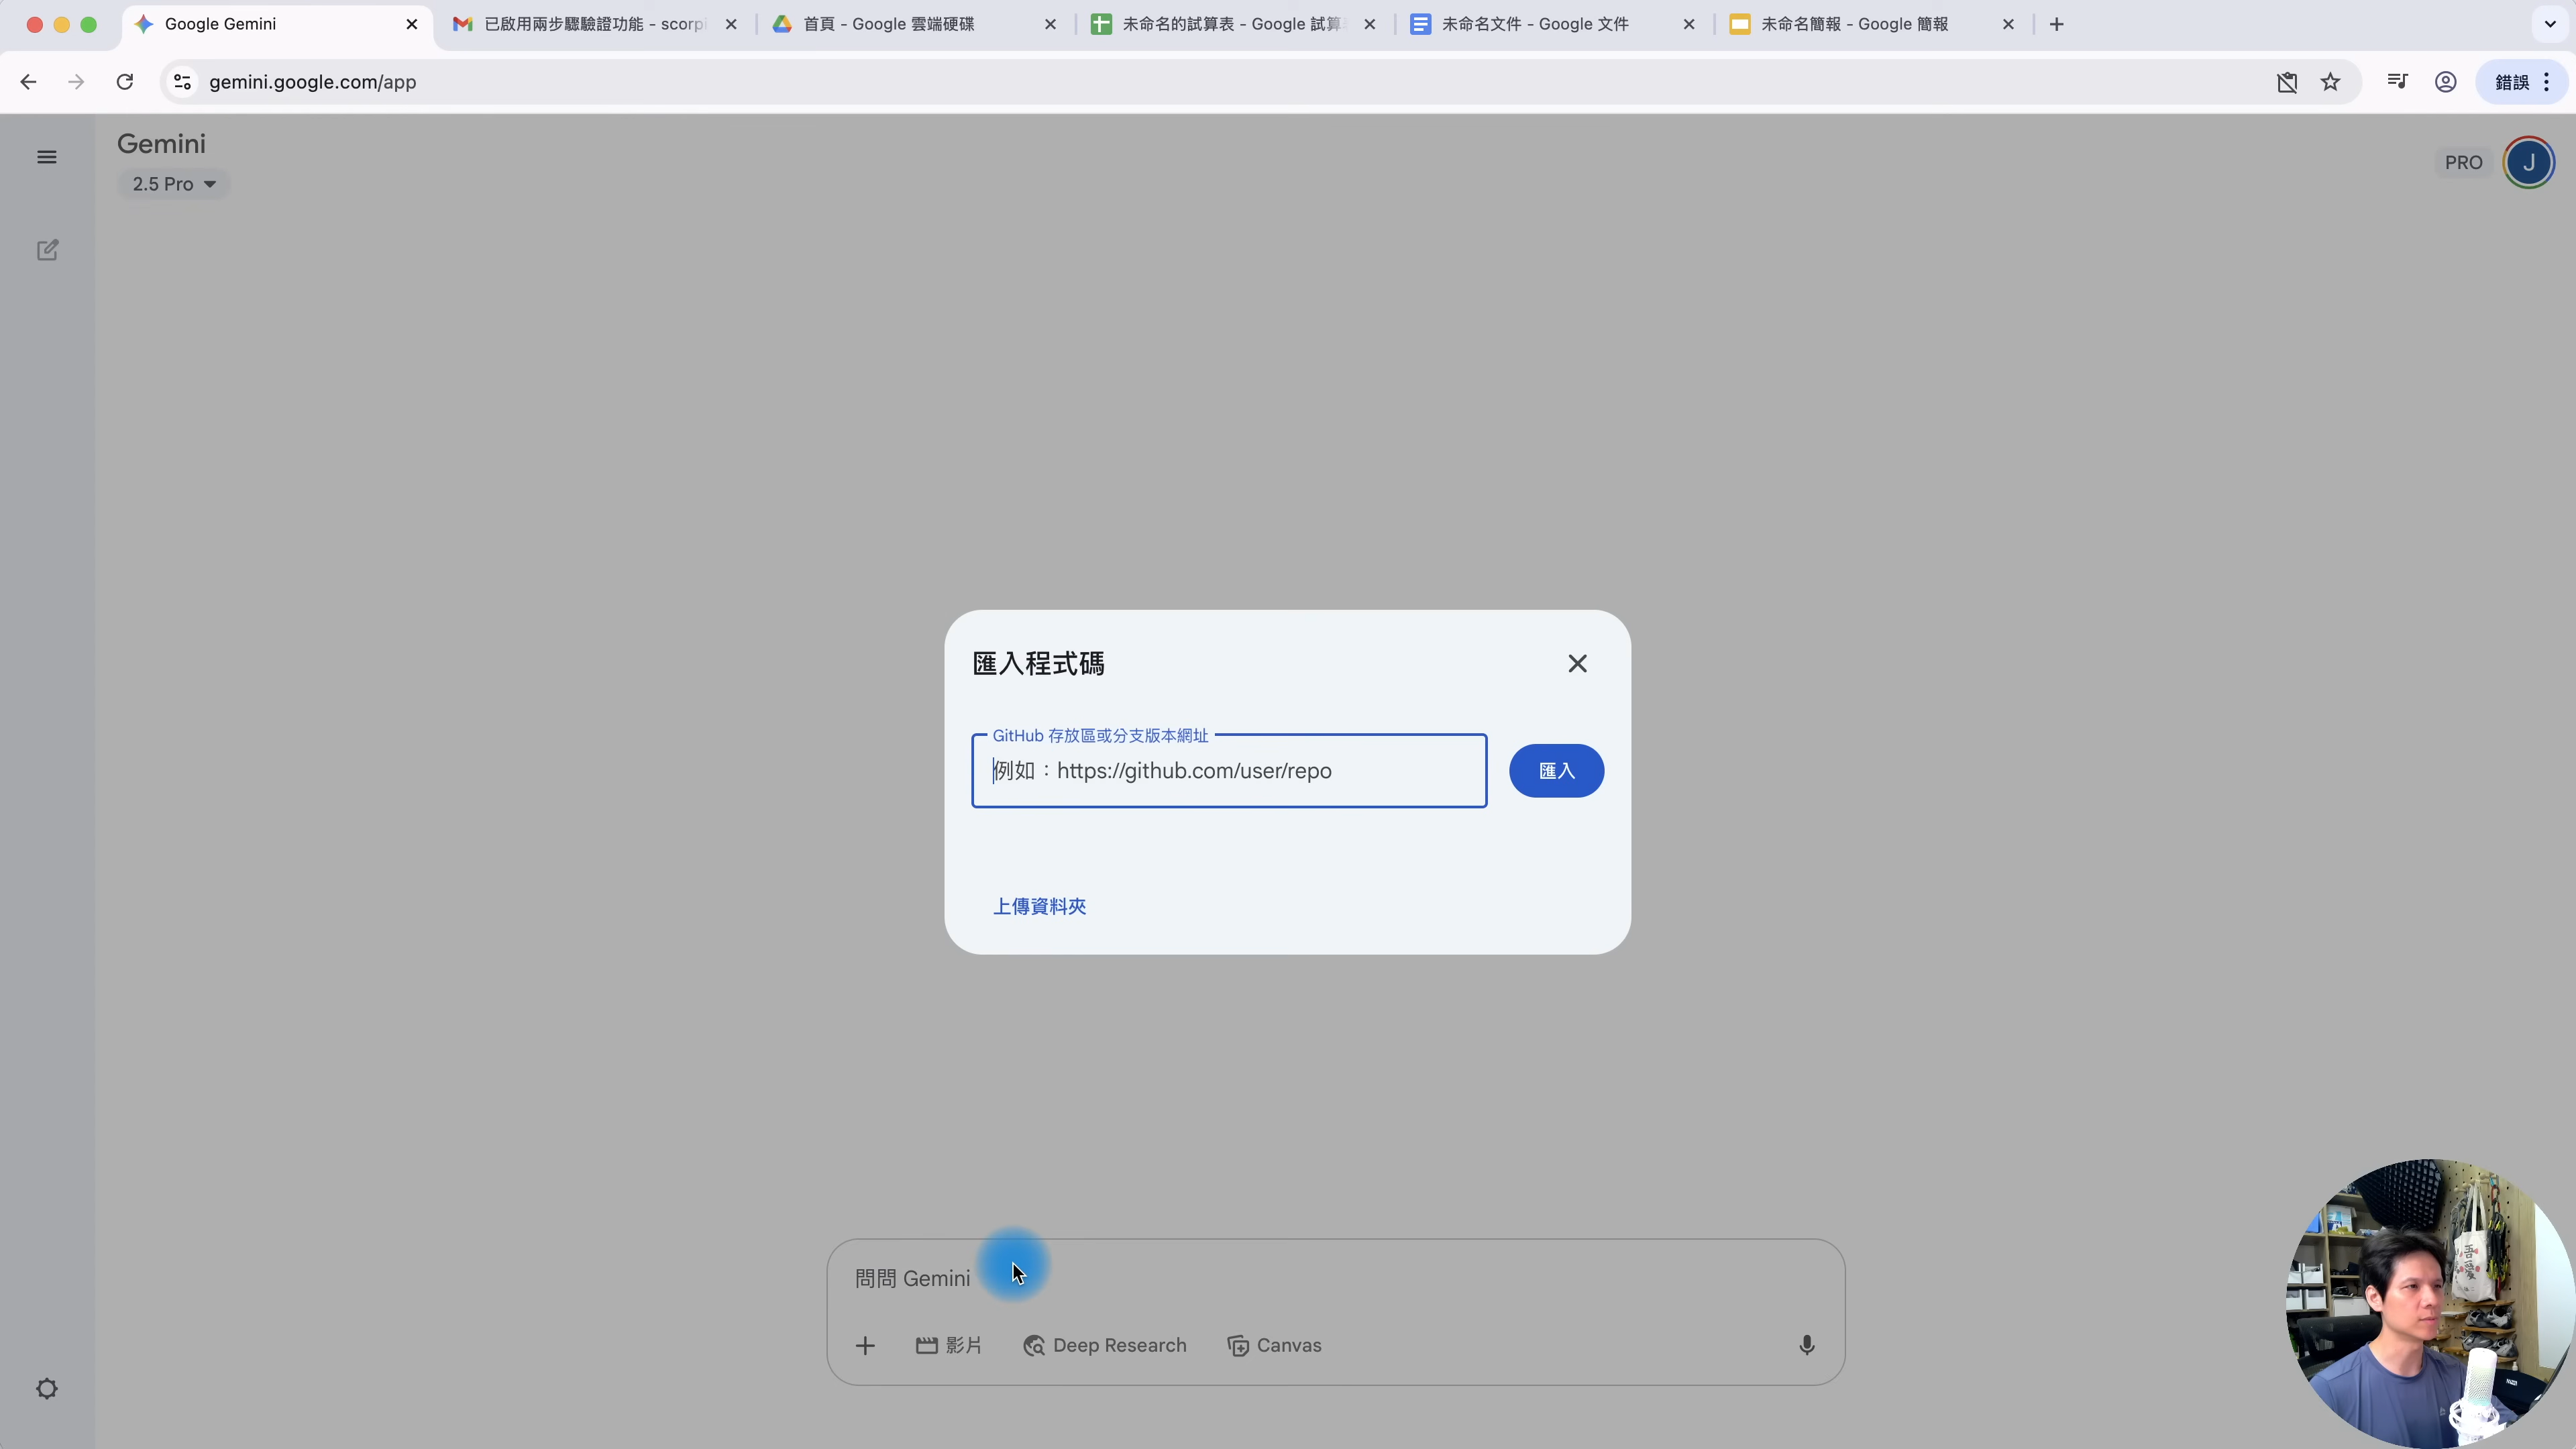 Google Gemini
已啟用兩步驟驗證功能 - scorpi
首頁 - Google 雲端硬碟
未命名的試算表 - Google 試算
未命名文件 - Google 文件
未命名簡報 - Google 簡報
gemini.google.com/app
錯誤
Gemini
PRO
J
2.5 Pro
匯入程式碼
GitHub 存放區或分支版本網址
例如：https://github.com/user/repo
匯入
上傳資料夾
問問 Gemini
影片
Deep Research
Canvas